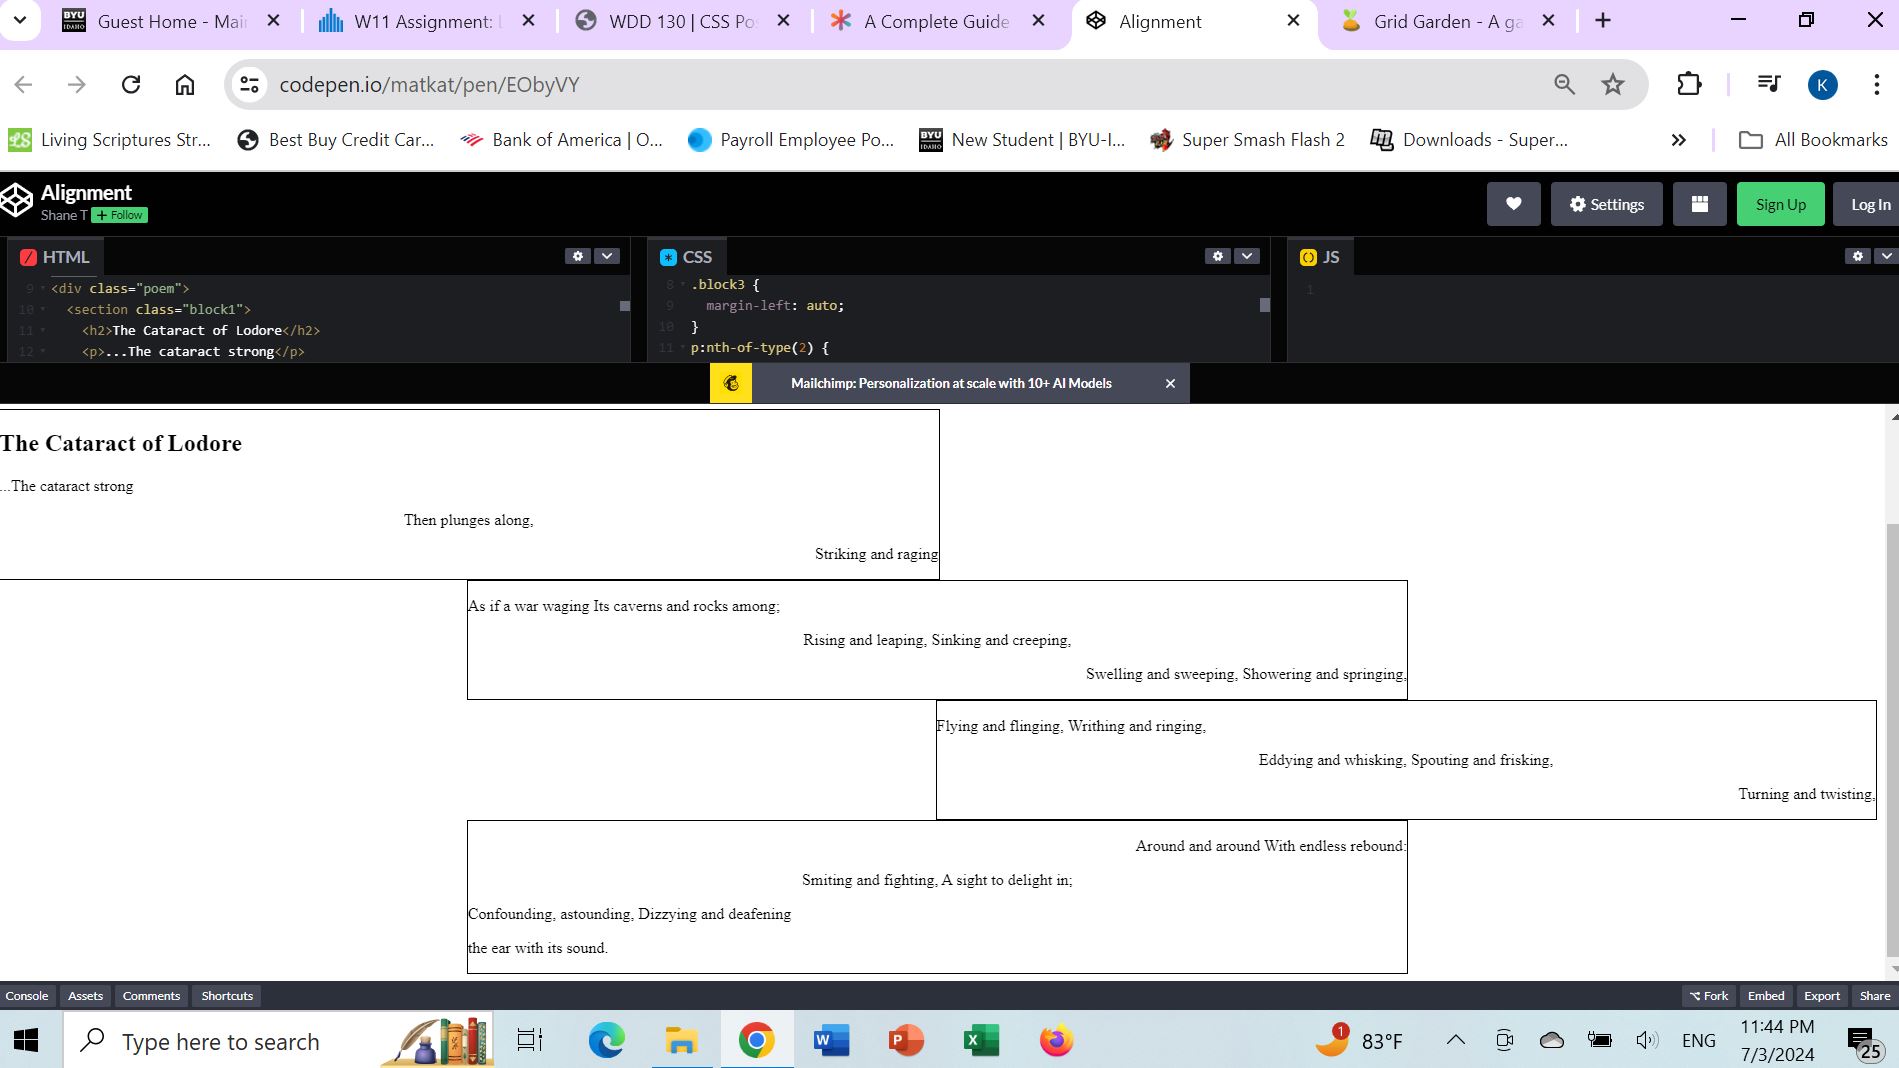 Guest Home - Mai
W11 Assignment:
WDD 130 | CSS Po
A Complete Guide
Alignment
Grid Garden - A ga
codepen.io/matkat/pen/EObyVY
K
Living Scriptures Str...
Best Buy Credit Car...
Bank of America | O...
Payroll Employee Po...
New Student | BYU-I...
Super Smash Flash 2
Downloads - Super...
All Bookmarks
Alignment
Shane T + Follow
Settings
Sign Up
Log In
HTML
9 <div class="poem">
10 <section class="block1">
11 <h2>The Cataract of Lodore</h2>
12 <p>...The cataract strong</p>
CSS
8 .block3 {
9 margin-left: auto;
10 }
11 p:nth-of-type(2) {
JS
1
Mailchimp: Personalization at scale with 10+ AI Models
The Cataract of Lodore
...The cataract strong
Then plunges along,
Striking and raging
As if a war waging Its caverns and rocks among;
Rising and leaping, Sinking and creeping,
Swelling and sweeping, Showering and springing,
Flying and flinging, Writhing and ringing,
Eddying and whisking, Spouting and frisking,
Turning and twisting,
Around and around With endless rebound:
Smiting and fighting, A sight to delight in;
Confounding, astounding, Dizzying and deafening
the ear with its sound.
Console
Assets
Comments
Shortcuts
Fork
Embed
Export
Share
Type here to search
1
83°F
ENG
11:44 PM
7/3/2024
25